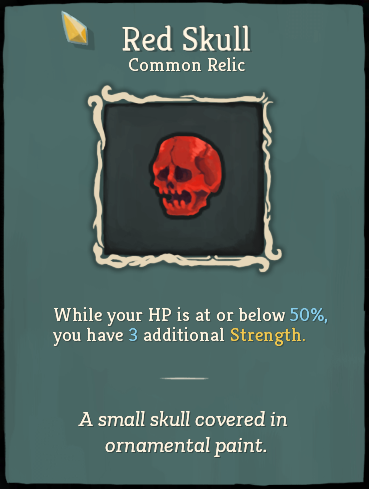 Red Skull
Common Relic
While your HP is at or below 50%,
you have 3 additional Strength.
A small skull covered in
ornamental paint.